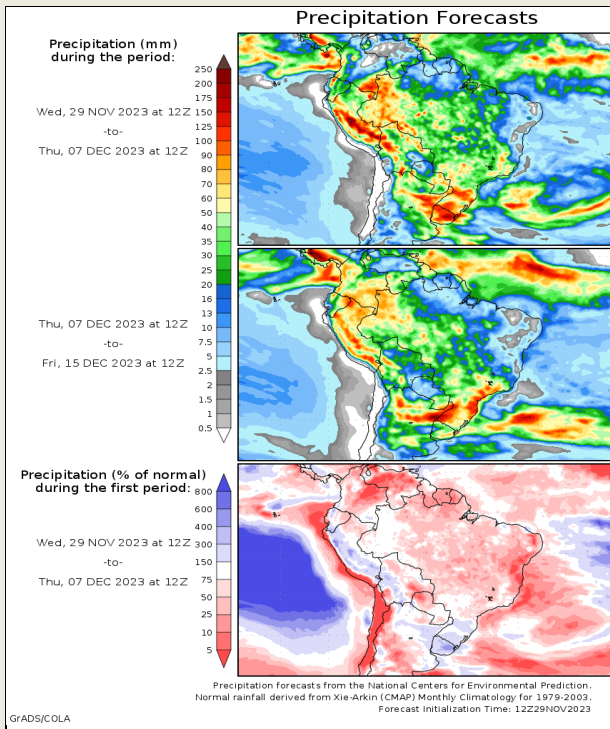 Precipitation Forecasts
Precipitation (mm)
during the period:
Wed, 29 NOV 2023 at 12Z
-to-
Thu, 07 DEC 2023 at 12Z
250
200
175
150
125
100
90
80
70
60
50
40
35
30
25
20
16
13
10
7.5
5
2.5
2
1.5
1
0.5
Thu, 07 DEC 2023 at 12Z
-to-
Fri, 15 DEC 2023 at 12Z
Precipitation (% of normal)
during the first period:
Wed, 29 NOV 2023 at 12Z
-to-
Thu, 07 DEC 2023 at 12Z
800
600
400
300
150
75
50
25
10
5
Precipitation forecasts from the National Centers for Environmental Prediction.
Normal rainfall derived from Xie-Arkin (CMAP) Monthly Climatology for 1979-2003.
Forecast Initialization Time: 12Z29NOV2023
GrADS/COLA